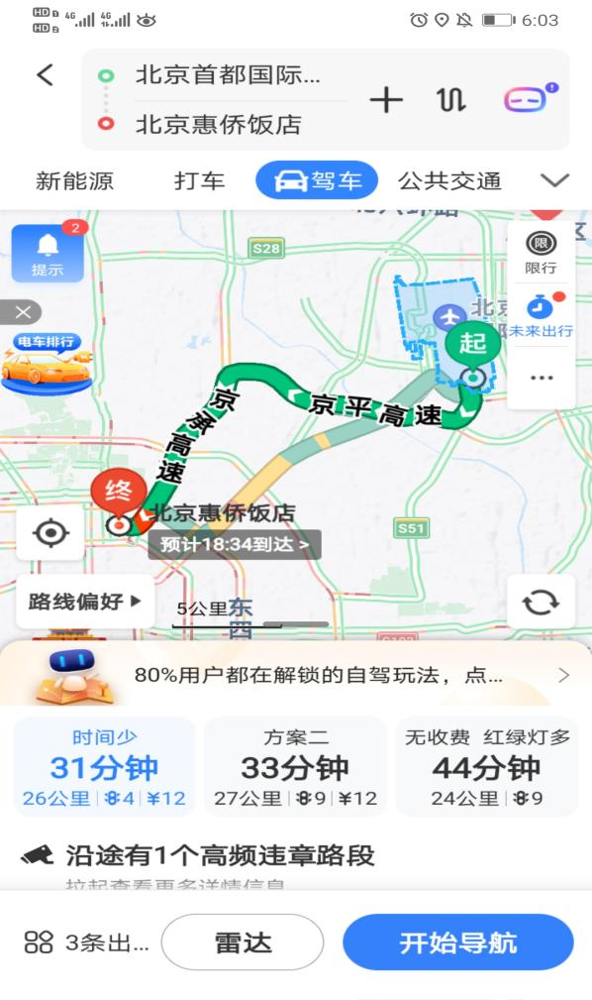 HD 1 4G 4G 6:03
HD 2
北京首都国际...
北京惠侨饭店
新能源 打车 驾车 公共交通
2
提示
S28
限
限行
未来出行
电车排行
起
京平高速
京承高速
终
北京惠侨饭店
预计18:34到达 >
S51
路线偏好
5公里
东
四
80%用户都在解锁的自驾玩法，点...
时间少 方案二 无收费 红绿灯多
31分钟 33分钟 44分钟
26公里 4 ¥12 27公里 9 ¥12 24公里 9
沿途有1个高频违章路段
拉起查看更多详情信息
3条出... 雷达 开始导航